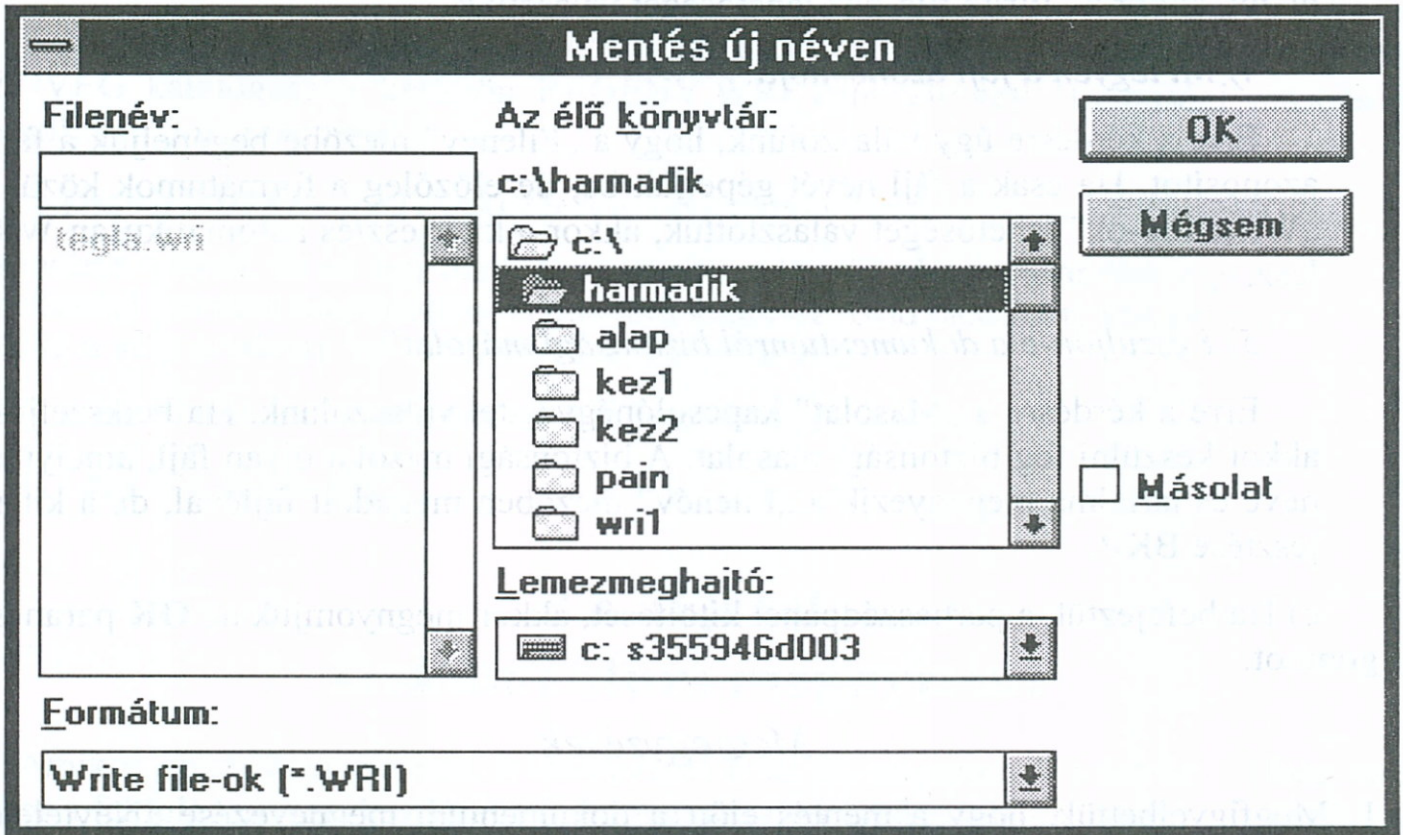 Mentés új néven
Filenév:
Az élő könyvtár:
c:\harmadik
OK
Mégsem
tegla.wri
c:\
harmadik
alap
kez1
kez2
pain
wri1
Másolat
Lemezmeghajtó:
c: s355946d003
Formátum:
Write file-ok (*.WRI)